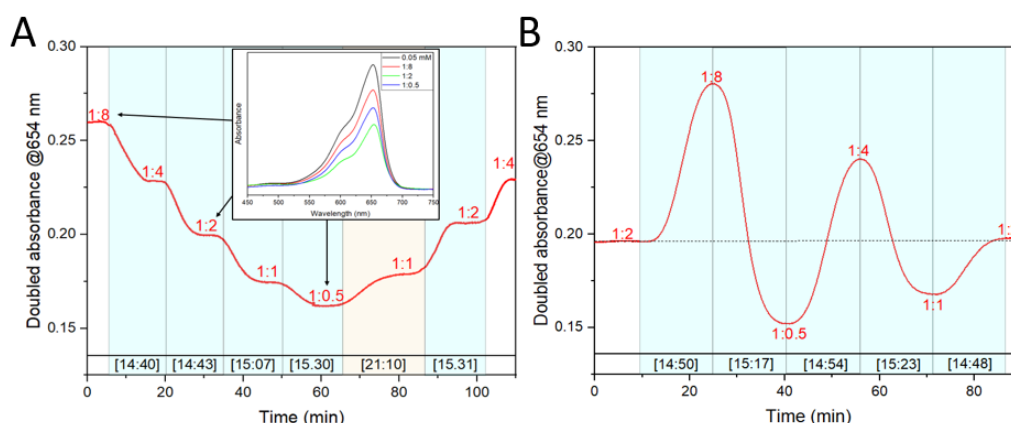 A
Doubled absorbance @654 nm
0.30
0.25
0.20
0.15
1:8
1:4
1:2
1:1
1:0.5
1:1
1:2
1:4
Absorbance
0.05 mM
1:8
1:2
1:0.5
450 500 550 600 650 700 750
Wavelength (nm)
[14:40] [14:43] [15:07] [15.30] [21:10] [15.31]
0 20 40 60 80 100
Time (min)
B
Doubled absorbance@654 nm
0.30
0.25
0.20
0.15
1:2
1:8
1:0.5
1:4
1:1
[14:50] [15:17] [14:54] [15:23] [14:48]
0 20 40 60 80
Time (min)